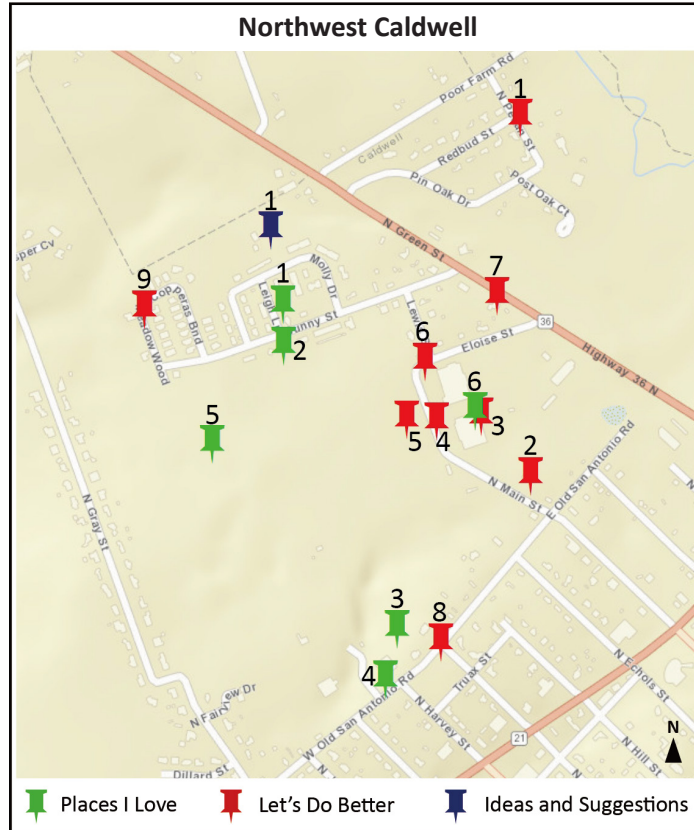 Northwest Caldwell
Poor Farm Rd
1
Redbud St
Caldwell
Pin Oak Dr
Post Oak Ct
1
N Green St
Molly Dr
9
1
7
Meadow Wood
2
6
Eloise St
36
Highway 36 N
6
5
5
4
3
2
N Main St
E Old San Antonio Rd
N Gray St
3
8
4
Truax St
N Echols St
W Old San Antonio Rd
N Harvey St
21
N Hill St
N
Dillard St
Places I Love
Let's Do Better
Ideas and Suggestions